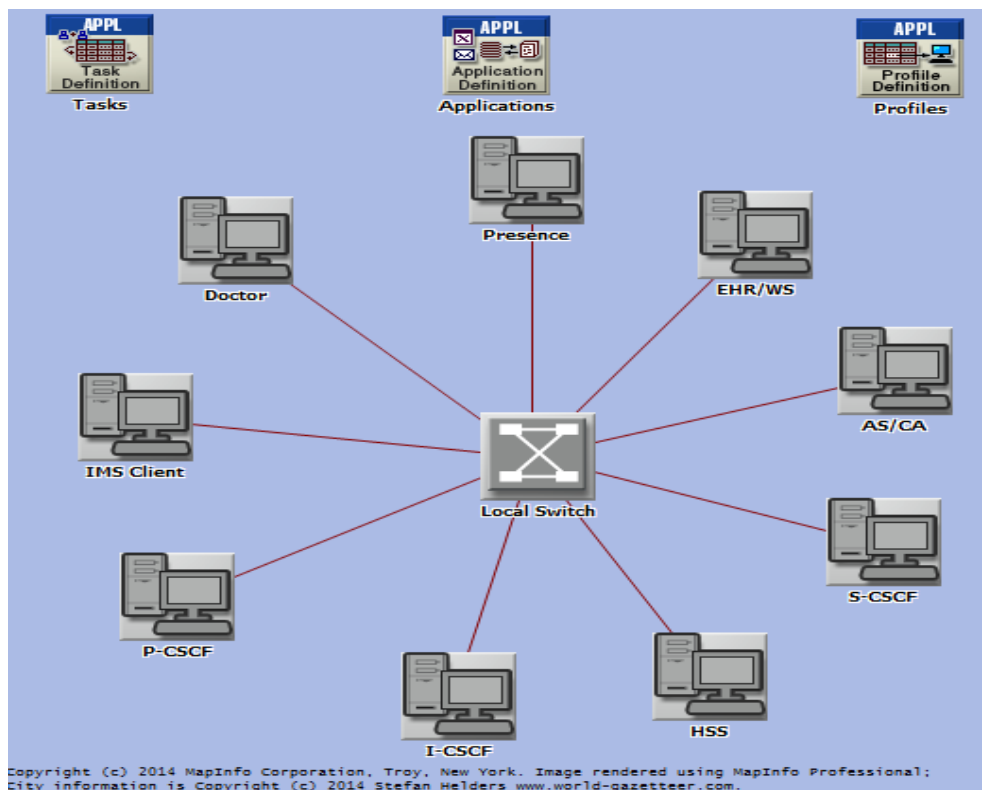 APPL
Task
Definition
Tasks
APPL
Application
Definition
Applications
APPL
Profiile
Definition
Profiles
Presence
Doctor
EHR/WS
AS/CA
IMS Client
Local Switch
S-CSCF
P-CSCF
HSS
I-CSCF
Copyright (c) 2014 MapInfo Corporation, Troy, New York. Image rendered using MapInfo Professional;
City information is Copyright (c) 2014 Stefan Helders www.world-gazetteer.com.